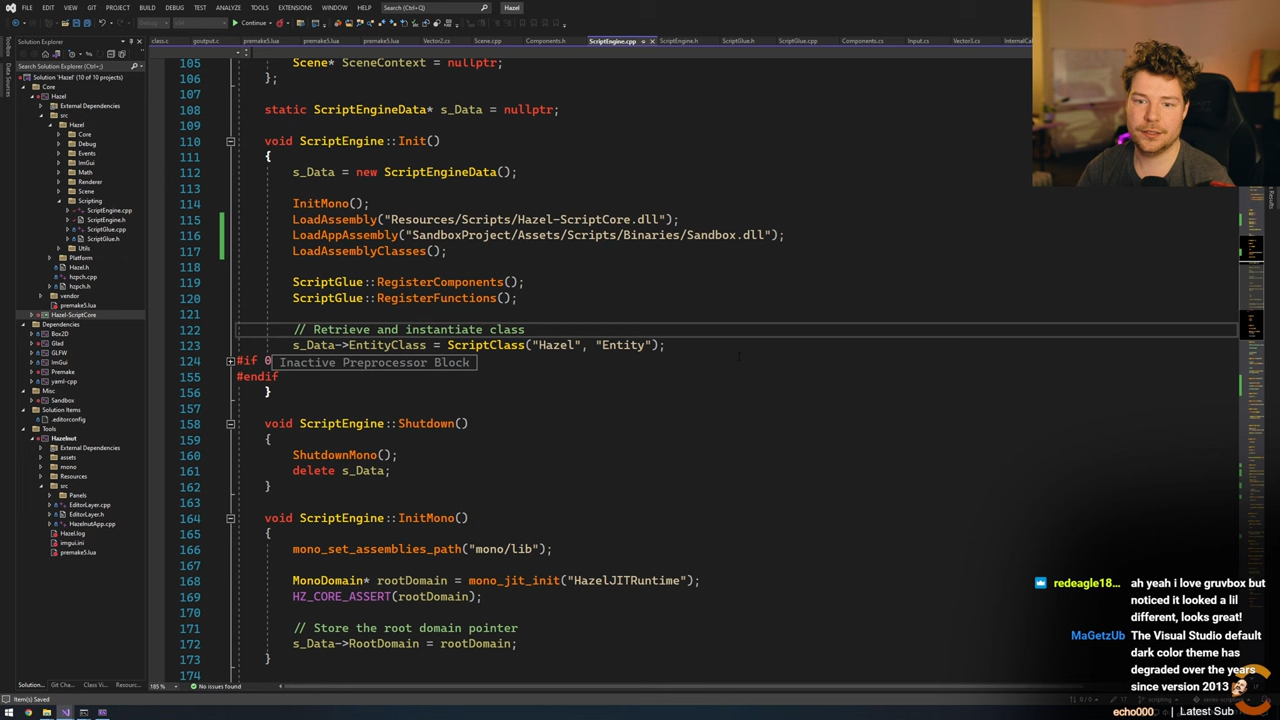 FILE EDIT VIEW GIT PROJECT BUILD DEBUG TEST ANALYZE TOOLS EXTENSIONS WINDOW HELP Search (Ctrl+Q) Hazel
Continue
class.c goutput.c premake5.lua premake5.lua premake5.lua Vector2.cs Scene.cpp Components.h ScriptEngine.cpp ScriptEngine.h ScriptGlue.h ScriptGlue.cpp Components.cs Input.cs Vector3.cs InternalCal
Solution Explorer
Search Solution Explorer (Ctrl+;)
Solution 'Hazel' (10 of 10 projects)
Core
Hazel
External Dependencies
src
Hazel
Core
Debug
Events
ImGui
Math
Renderer
Scene
Scripting
ScriptEngine.cpp
ScriptEngine.h
ScriptGlue.cpp
ScriptGlue.h
Utils
Platform
Hazel.h
hzpch.cpp
hzpch.h
vendor
premake5.lua
Hazel-ScriptCore
Dependencies
Box2D
Glad
GLFW
ImGui
Premake
yaml-cpp
Misc
Sandbox
Solution Items
.editorconfig
Tools
Hazelnut
External Dependencies
assets
mono
Resources
src
Panels
EditorLayer.cpp
EditorLayer.h
HazelnutApp.cpp
Hazel.log
imgui.ini
premake5.lua
Solution... Git Cha... Class Vi... Resourc...
105 Scene* SceneContext = nullptr;
106 };
107
108 static ScriptEngineData* s_Data = nullptr;
109
110 void ScriptEngine::Init()
111 {
112 s_Data = new ScriptEngineData();
113
114 InitMono();
115 LoadAssembly("Resources/Scripts/Hazel-ScriptCore.dll");
116 LoadAppAssembly("SandboxProject/Assets/Scripts/Binaries/Sandbox.dll");
117 LoadAssemblyClasses();
118
119 ScriptGlue::RegisterComponents();
120 ScriptGlue::RegisterFunctions();
121
122 // Retrieve and instantiate class
123 s_Data->EntityClass = ScriptClass("Hazel", "Entity");
124 #if 0 Inactive Preprocessor Block
155 #endif
156 }
157
158 void ScriptEngine::Shutdown()
159 {
160 ShutdownMono();
161 delete s_Data;
162 }
163
164 void ScriptEngine::InitMono()
165 {
166 mono_set_assemblies_path("mono/lib");
167
168 MonoDomain* rootDomain = mono_jit_init("HazelJITRuntime");
169 HZ_CORE_ASSERT(rootDomain);
170
171 // Store the root domain pointer
172 s_Data->RootDomain = rootDomain;
173 }
174
185 % No issues found
Item(s) Saved
redeagle18... ah yeah i love gruvbox but
noticed it looked a lil
different, looks great!
MaGetzUb The Visual Studio default
dark color theme has
degraded over the years
since version 2013
echo000 Latest Sub